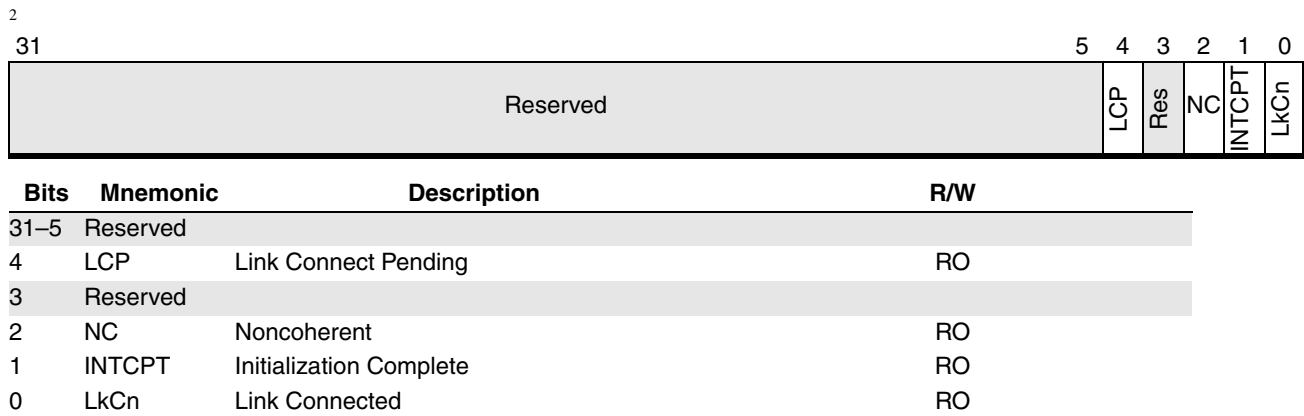 2
31 5 4 3 2 1 0
Reserved LCP Res NC INTCPT LkCn
Bits Mnemonic Description R/W
31–5 Reserved
4 LCP Link Connect Pending RO
3 Reserved
2 NC Noncoherent RO
1 INTCPT Initialization Complete RO
0 LkCn Link Connected RO